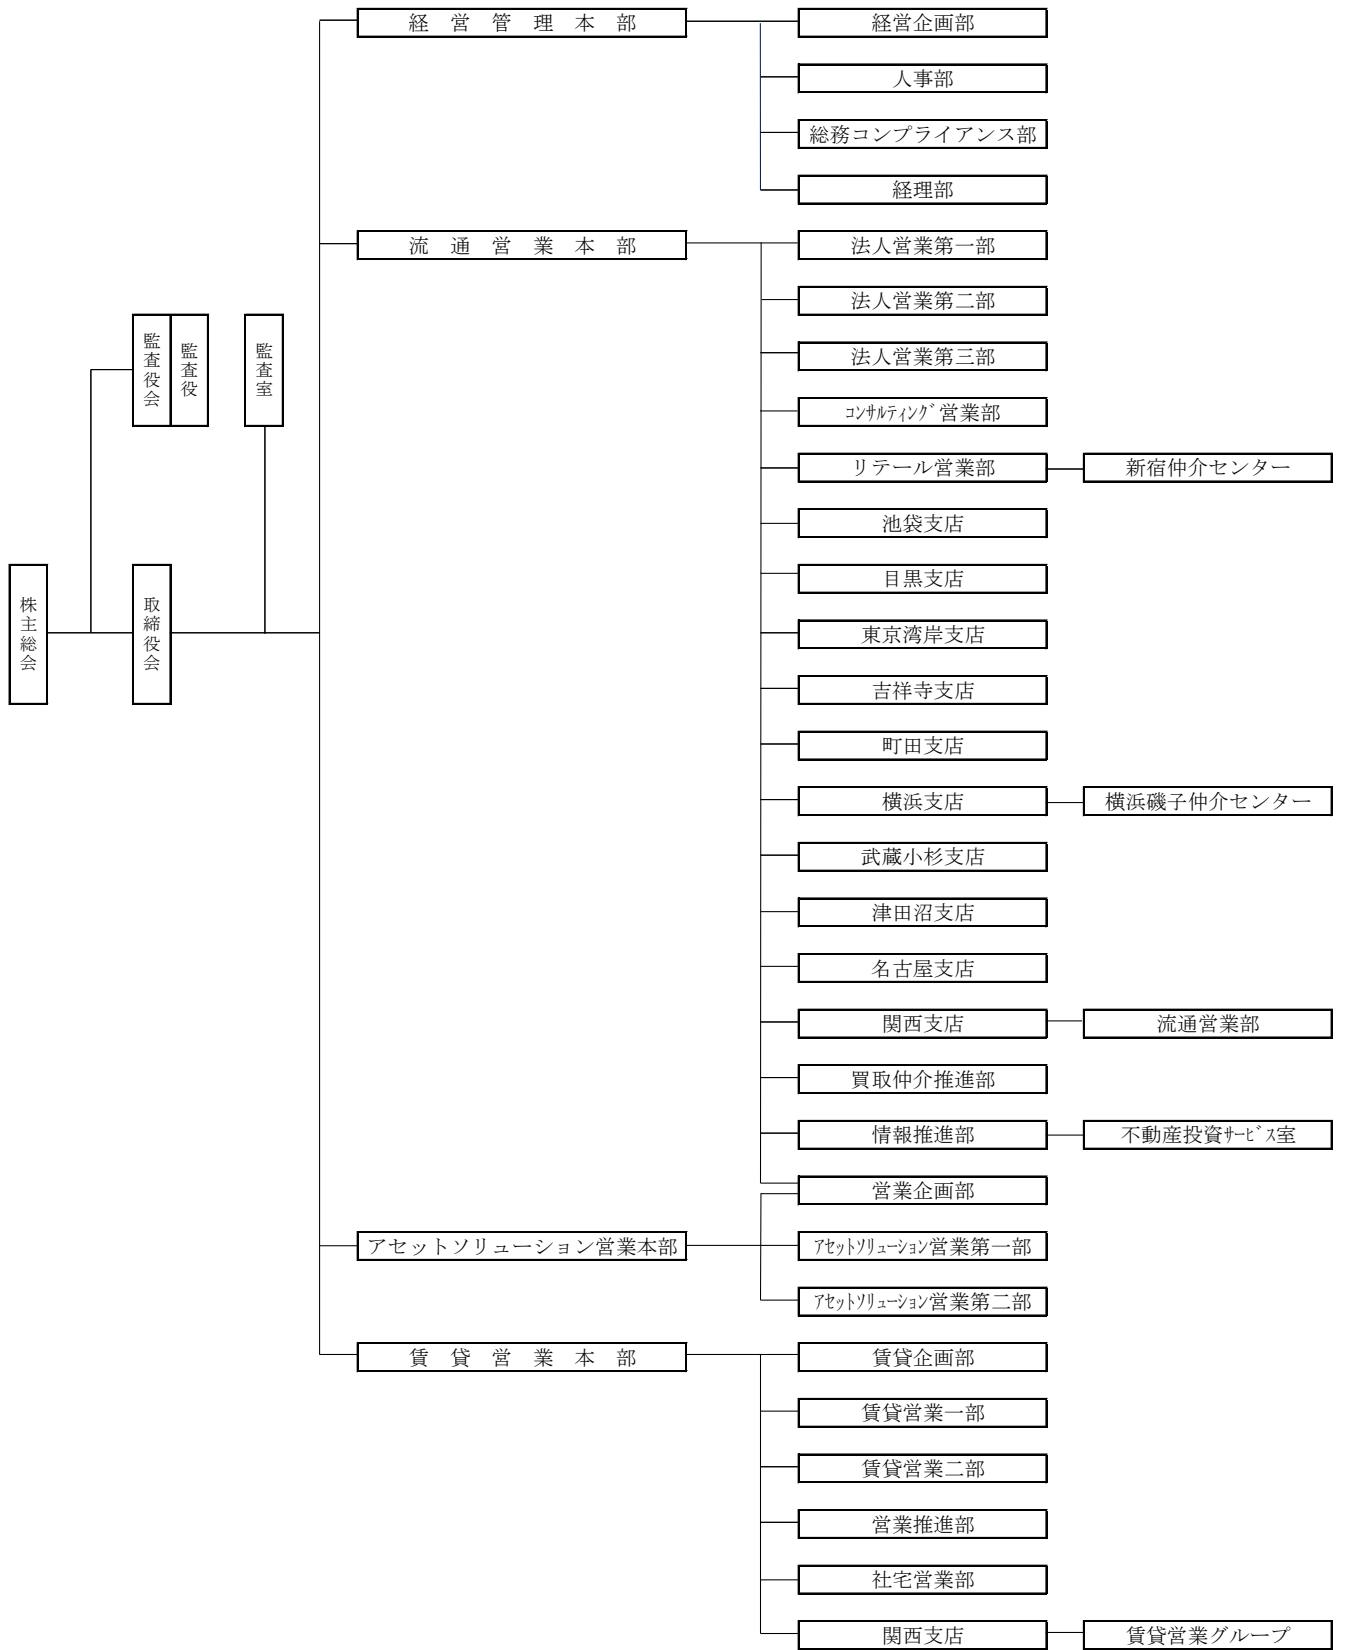 経営管理本部
経営企画部
人事部
総務コンプライアンス部
経理部
流通営業本部
法人営業第一部
法人営業第二部
監査役会
監査役
監査室
法人営業第三部
ｺﾝｻﾙﾃｨﾝｸﾞ営業部
リテール営業部
新宿仲介センター
池袋支店
目黒支店
株主総会
取締役会
東京湾岸支店
吉祥寺支店
町田支店
横浜支店
横浜磯子仲介センター
武蔵小杉支店
津田沼支店
名古屋支店
関西支店
流通営業部
買取仲介推進部
情報推進部
不動産投資ｻｰﾋﾞｽ室
営業企画部
アセットソリューション営業本部
ｱｾｯﾄｿﾘｭｰｼｮﾝ営業第一部
ｱｾｯﾄｿﾘｭｰｼｮﾝ営業第二部
賃貸営業本部
賃貸企画部
賃貸営業一部
賃貸営業二部
営業推進部
社宅営業部
関西支店
賃貸営業グループ